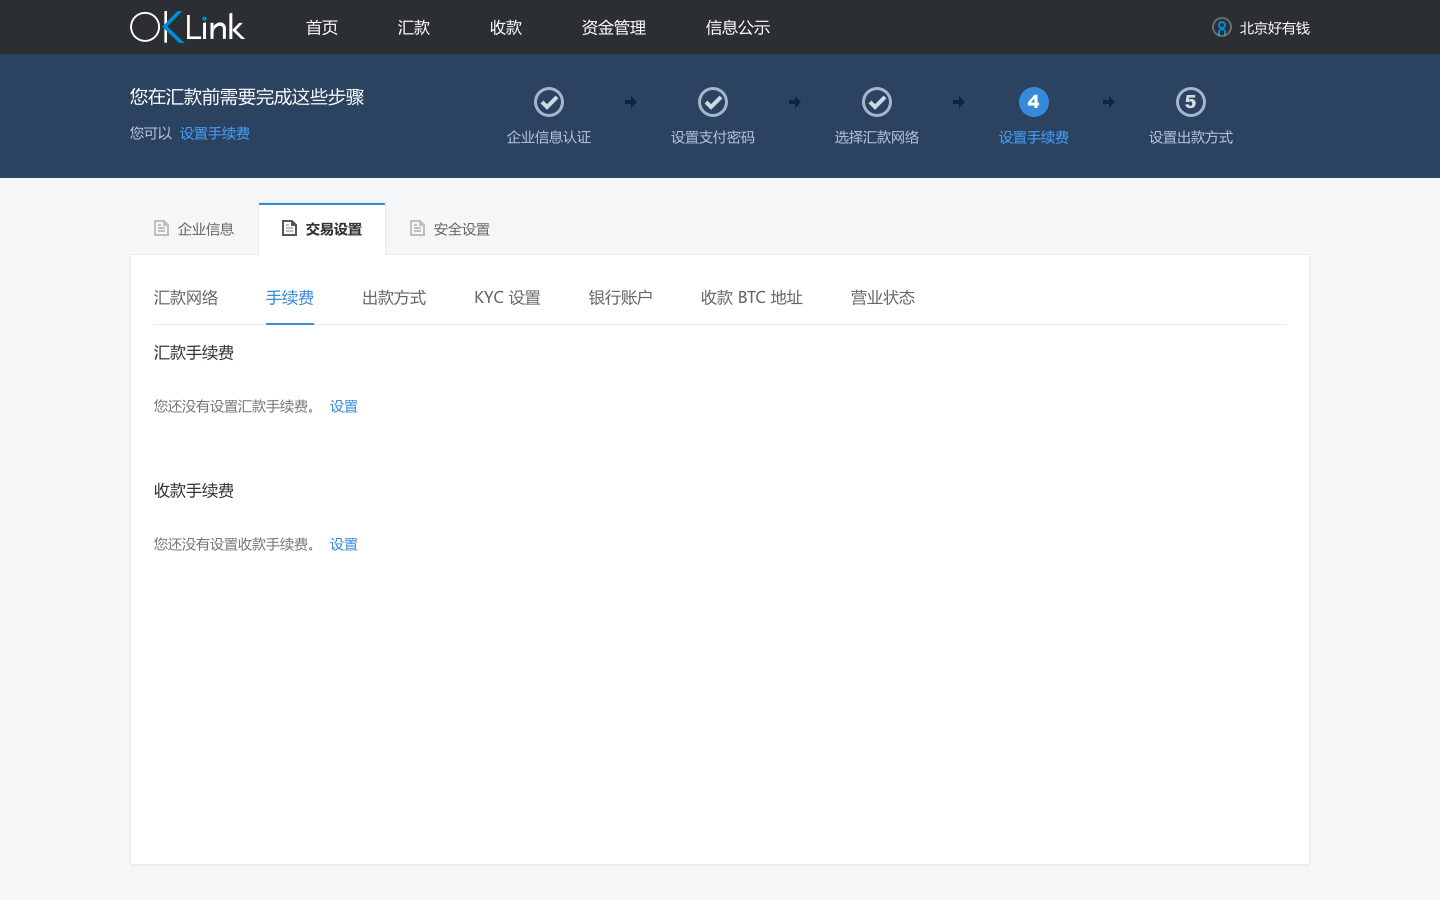 OKLink 首页 汇款 收款 资金管理 信息公示 北京好有钱
您在汇款前需要完成这些步骤
您可以 设置手续费
4 5
企业信息认证 设置支付密码 选择汇款网络 设置手续费 设置出款方式
企业信息 交易设置 安全设置
汇款网络 手续费 出款方式 KYC 设置 银行账户 收款 BTC 地址 营业状态
汇款手续费
您还没有设置汇款手续费。 设置
收款手续费
您还没有设置收款手续费。 设置